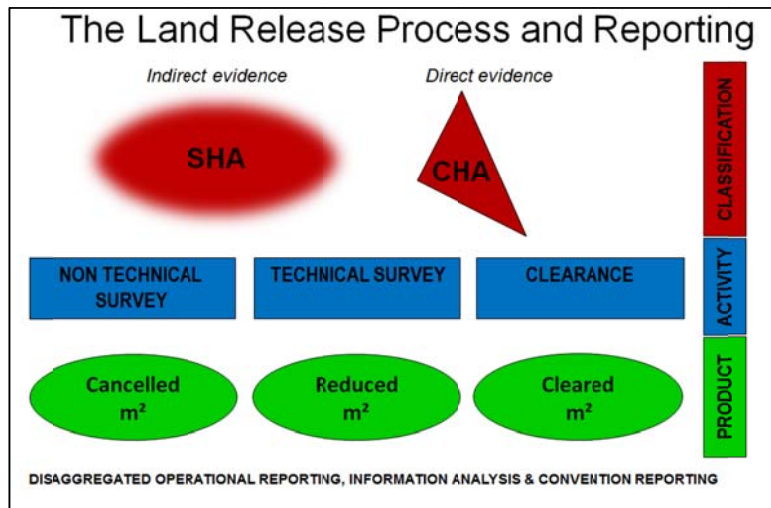 The Land Release Process and Reporting
Indirect evidence
Direct evidence
SHA
CHA
CLASSIFICATION
NON TECHNICAL
SURVEY
TECHNICAL SURVEY
CLEARANCE
ACTIVITY
Cancelled
m²
Reduced
m²
Cleared
m²
PRODUCT
DISAGGREGATED OPERATIONAL REPORTING, INFORMATION ANALYSIS & CONVENTION REPORTING